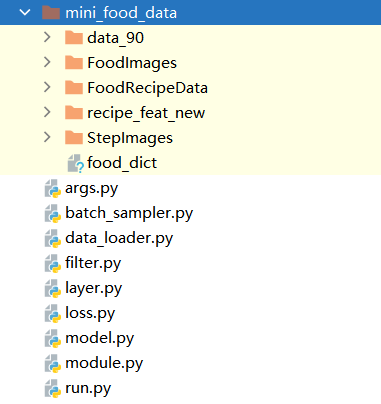 mini_food_data
data_90
FoodImages
FoodRecipeData
recipe_feat_new
StepImages
food_dict
args.py
batch_sampler.py
data_loader.py
filter.py
layer.py
loss.py
model.py
module.py
run.py